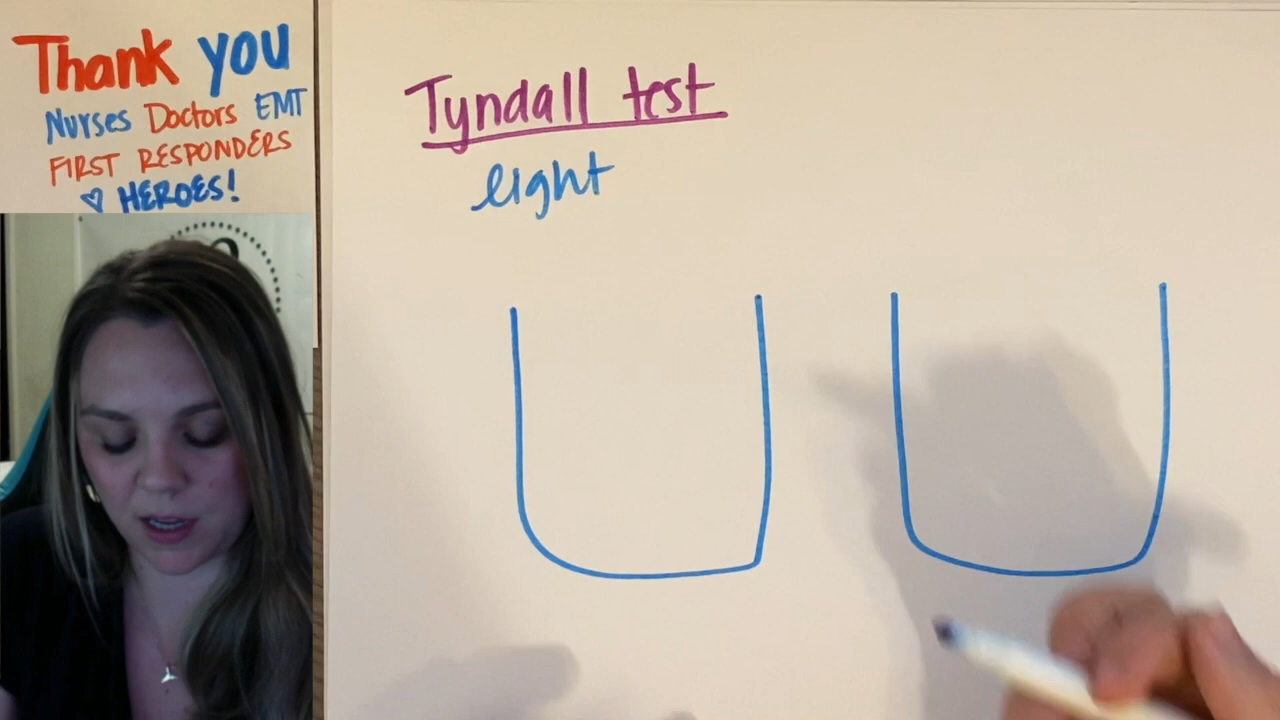 Thank you
Nurses Doctors EMT
FIRST RESPONDERS
♡ HEROES!
Tyndall test
light